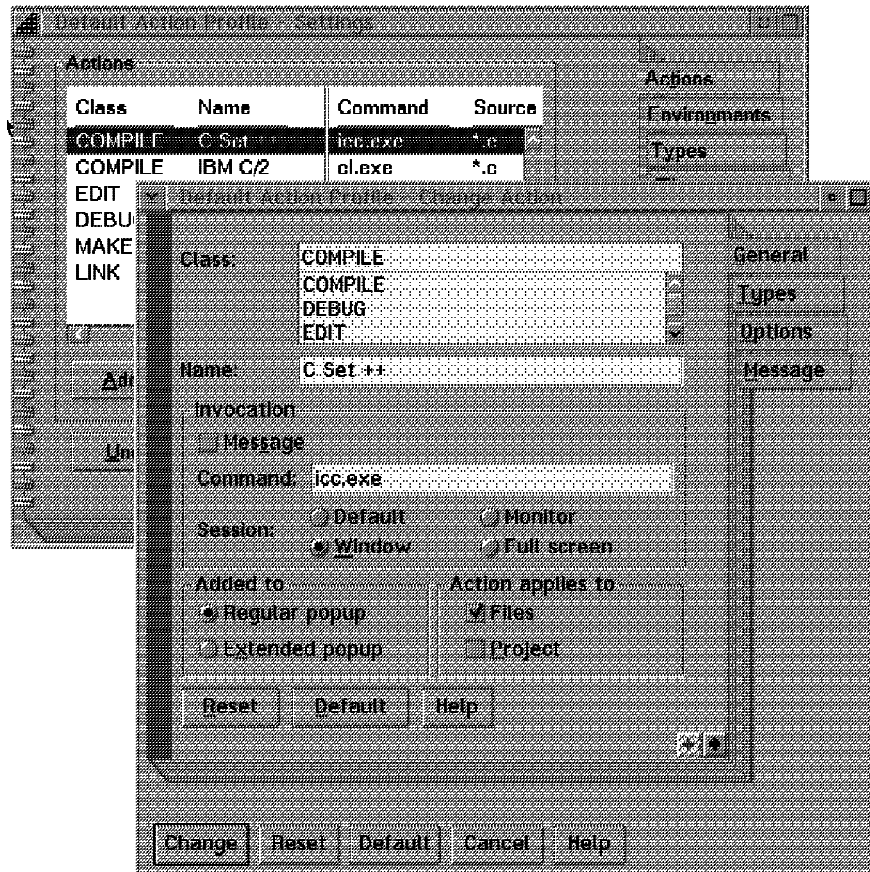 Default Action Profile - Settings
Actions
Class Name Command Source
COMPILE C Set icc.exe *.c
COMPILE IBM C/2 cl.exe *.c
EDIT
DEBU
MAKE
LINK
Actions
Environments
Types
Add
Un
Default Action Profile - Change Action
Class: COMPILE
COMPILE
DEBUG
EDIT
Name: C Set ++
Invocation
Message
Command: icc.exe
Session: Default Monitor
Window Full screen
Added to Action applies to
Regular popup Files
Extended popup Project
Reset Default Help
General
Types
Options
Message
Change Reset Default Cancel Help